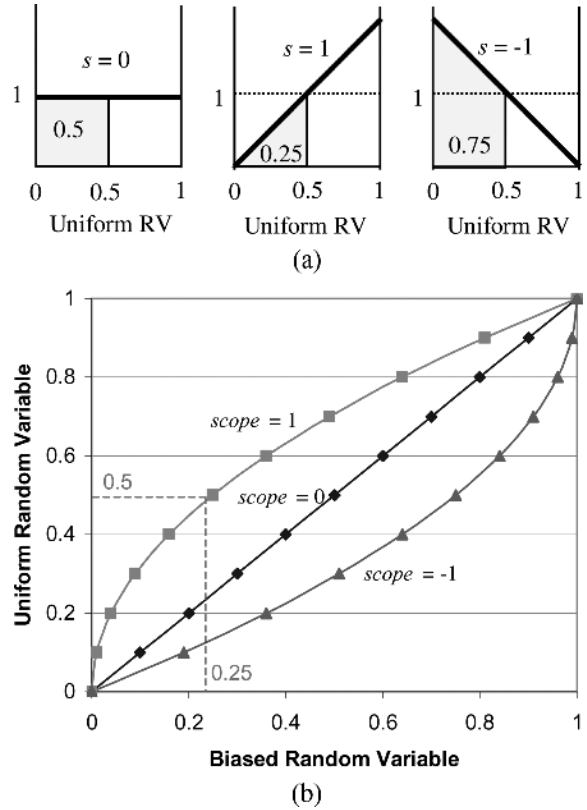 s = 0
s = 1
s = -1
1
1
1
0.5
0.25
0.75
0 0.5 1
0 0.5 1
0 0.5 1
Uniform RV
Uniform RV
Uniform RV
(a)
Uniform Random Variable
1
0.8
0.6
0.4
0.2
0
scope = 1
0.5
scope = 0
scope = -1
0.25
0 0.2 0.4 0.6 0.8 1
Biased Random Variable
(b)